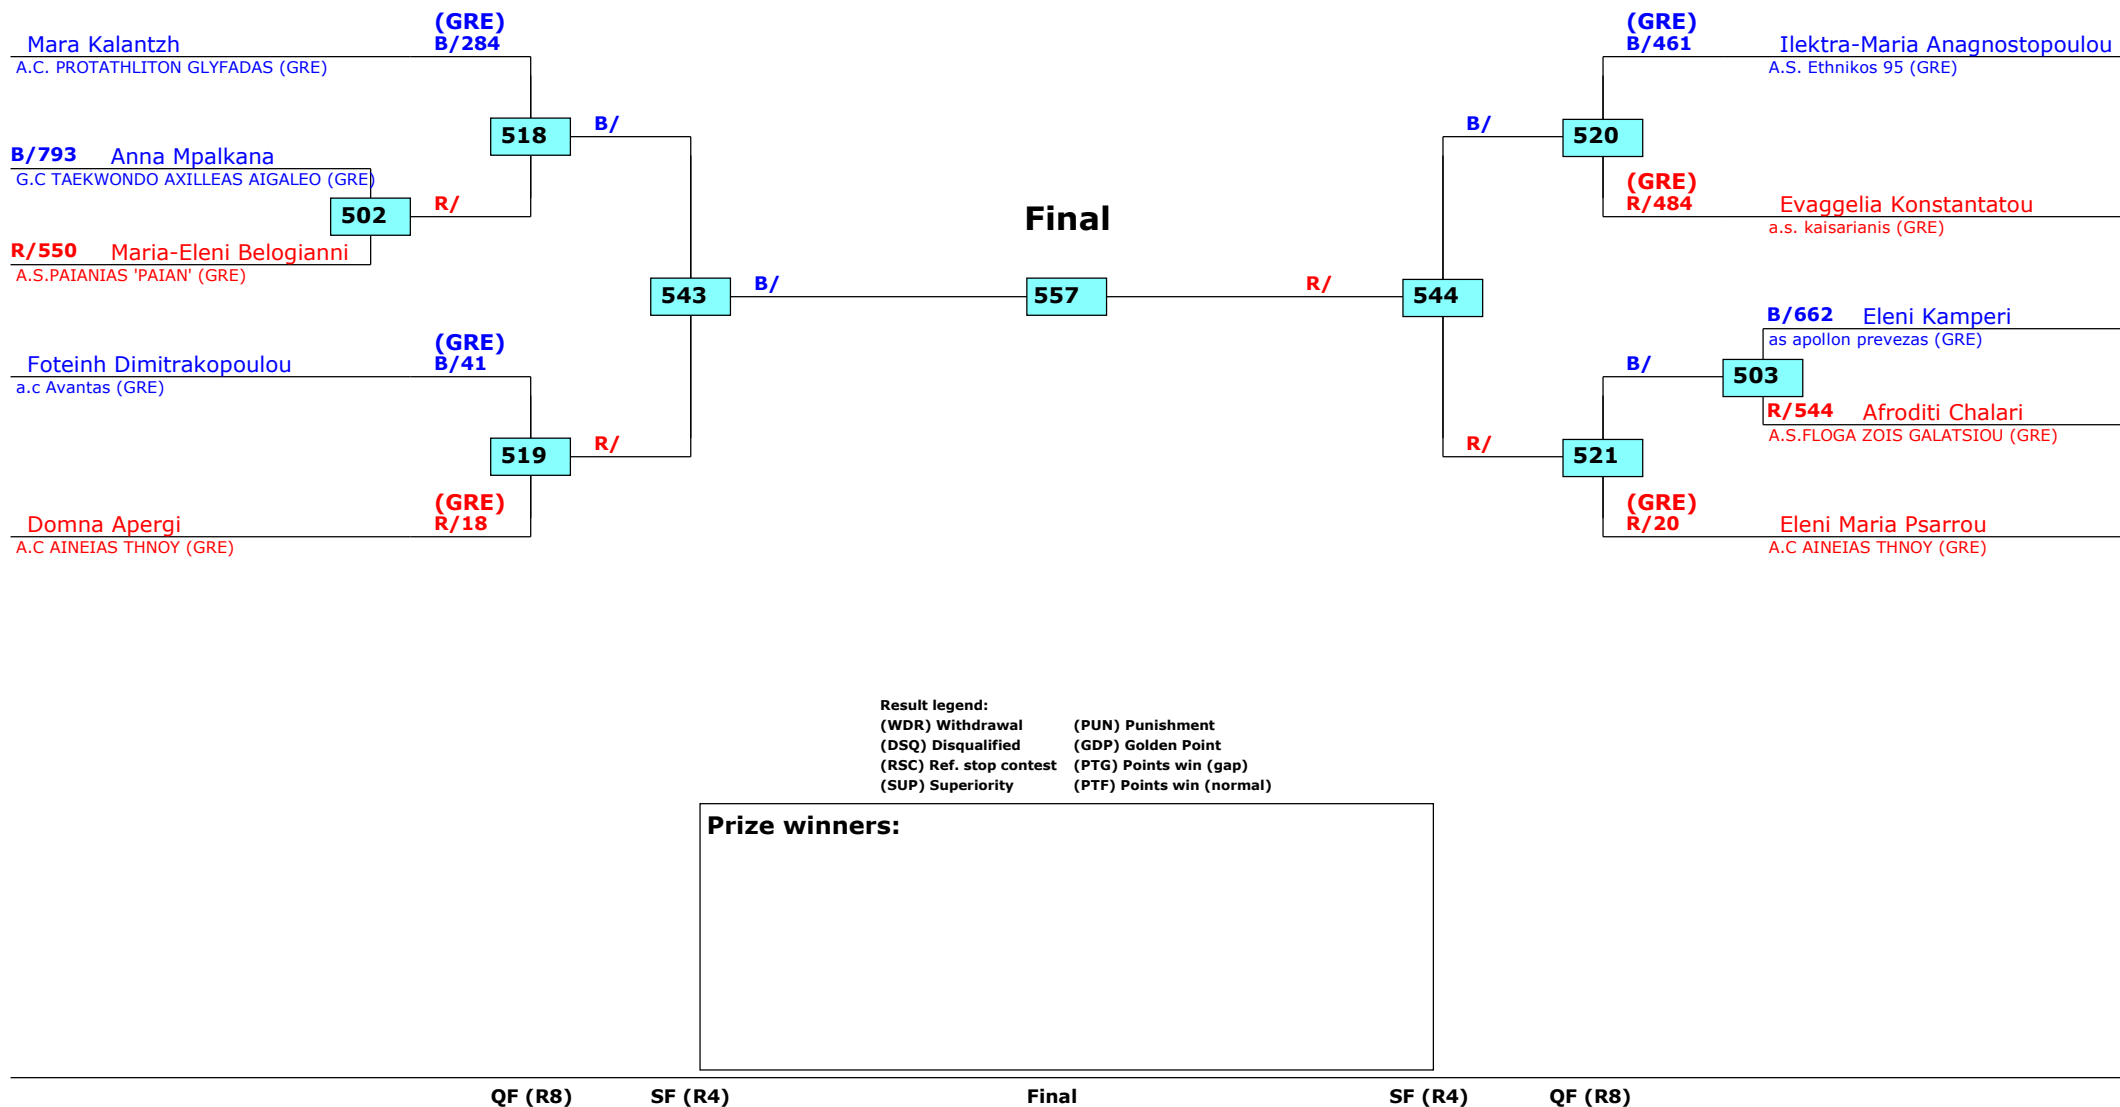 (GRE)
Mara Kalantzh B/284
A.C. PROTATHLITON GLYFADAS (GRE)
518 B/
B/793 Anna Mpalkana
G.C TAEKWONDO AXILLEAS AIGALEO (GRE)
502 R/
R/550 Maria-Eleni Belogianni
A.S.PAIANIAS 'PAIAN' (GRE)
543 B/
(GRE)
Foteinh Dimitrakopoulou B/41
a.c Avantas (GRE)
519 R/
(GRE)
Domna Apergi R/18
A.C AINEIAS THNOY (GRE)
Final
557
(GRE)
B/461 Ilektra-Maria Anagnostopoulou
A.S. Ethnikos 95 (GRE)
B/ 520
(GRE)
R/484 Evaggelia Konstantatou
a.s. kaisarianis (GRE)
R/ 544
B/662 Eleni Kamperi
as apollon prevezas (GRE)
B/ 503
R/544 Afroditi Chalari
A.S.FLOGA ZOIS GALATSIOU (GRE)
R/ 521
(GRE)
R/20 Eleni Maria Psarrou
A.C AINEIAS THNOY (GRE)
Result legend:
(WDR) Withdrawal (PUN) Punishment
(DSQ) Disqualified (GDP) Golden Point
(RSC) Ref. stop contest (PTG) Points win (gap)
(SUP) Superiority (PTF) Points win (normal)
Prize winners:
QF (R8) SF (R4) Final SF (R4) QF (R8)